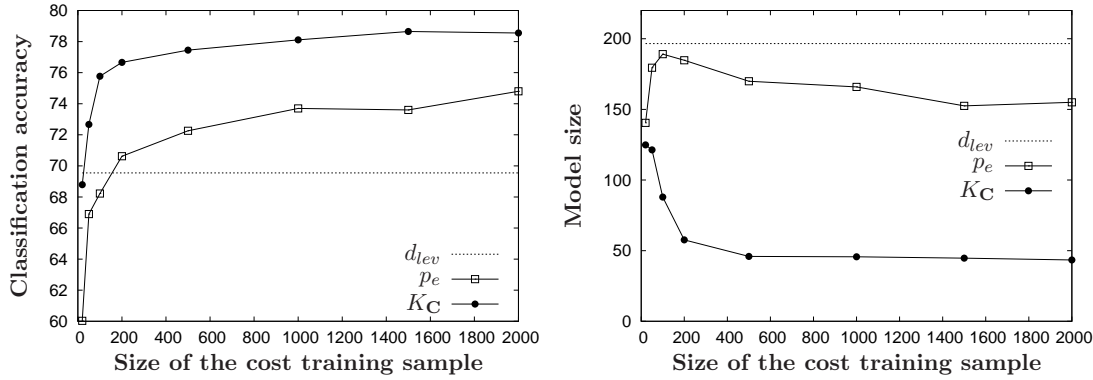 Classification accuracy
80
78
76
74
72
70
68
66
64
62
60
d_lev
p_e
K_C
0 200 400 600 800 1000 1200 1400 1600 1800 2000
Size of the cost training sample
Model size
200
150
100
50
0
d_lev
p_e
K_C
0 200 400 600 800 1000 1200 1400 1600 1800 2000
Size of the cost training sample